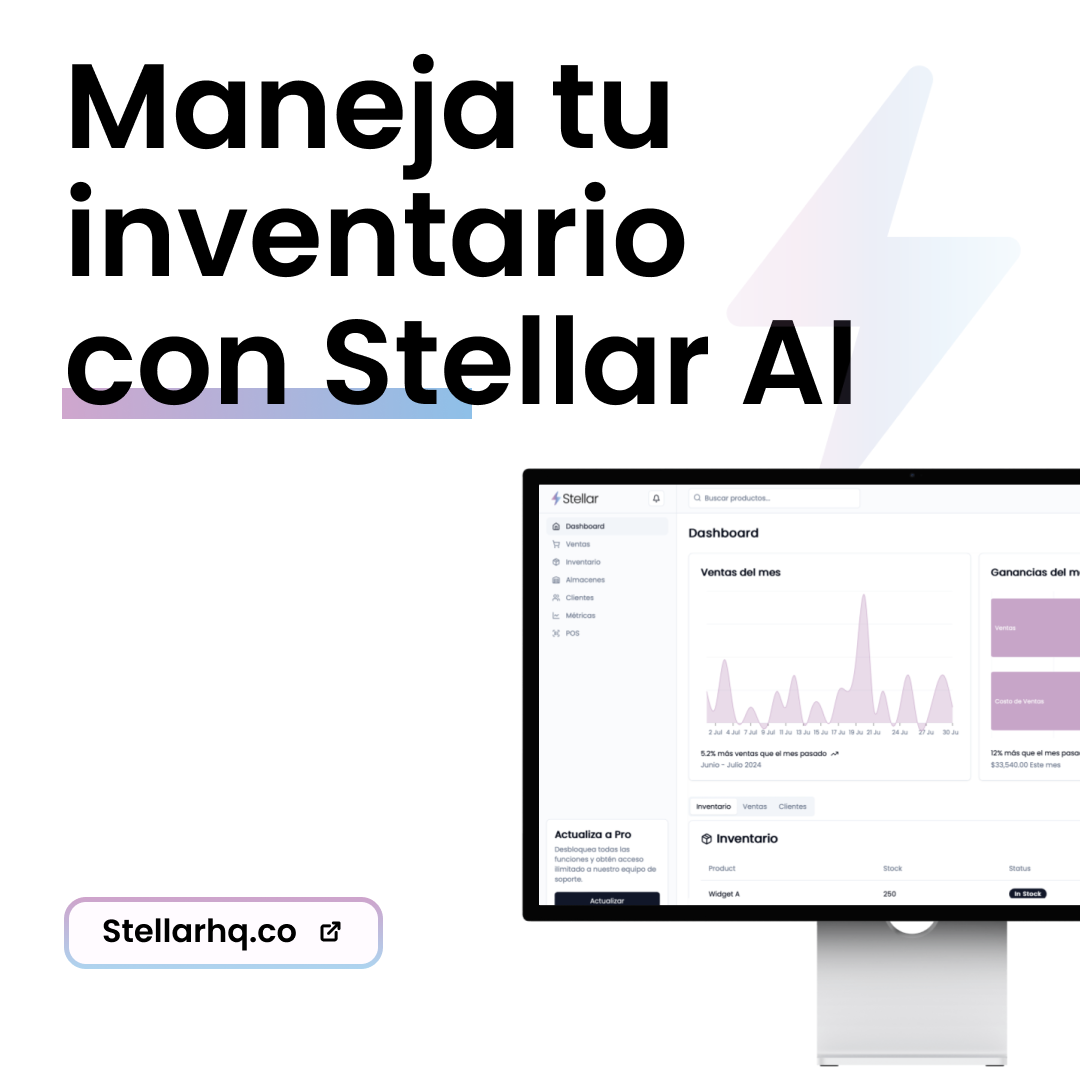 Maneja tu
inventario
con Stellar AI
Stellar
Buscar productos...
Dashboard
Ventas
Inventario
Almacenes
Clientes
Métricas
POS
Dashboard
Ventas del mes
2 Jul 4 Jul 7 Jul 9 Jul 11 Ju 13 Ju 15 Ju 17 Ju 19 Ju 21 Ju 24 Ju 27 Ju 30 Ju
5.2% más ventas que el mes pasado
Junio - Julio 2024
Ganancias del m
Ventas
Costo de Ventas
12% más que el mes pasa
$33,540.00 Este mes
Inventario Ventas Clientes
Inventario
Product Stock Status
Widget A 250 In Stock
Actualiza a Pro
Desbloquea todas las
funciones y obtén acceso
ilimitado a nuestro equipo de
soporte.
Actualizar
Stellarhq.co